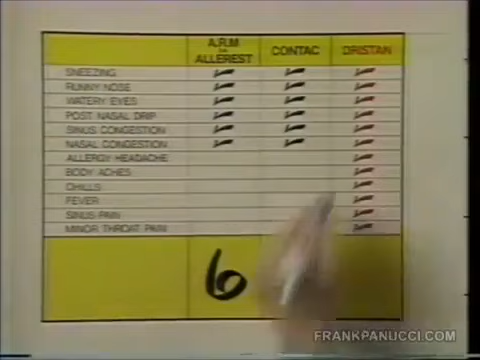 A.R.M
ALLEREST
CONTAC
DRISTAN
SNEEZING
RUNNY NOSE
WATERY EYES
POST NASAL DRIP
SINUS CONGESTION
NASAL CONGESTION
ALLERGY HEADACHE
BODY ACHES
CHILLS
FEVER
SINUS PAIN
MINOR THROAT PAIN
6
FRANKPANUCCI.COM